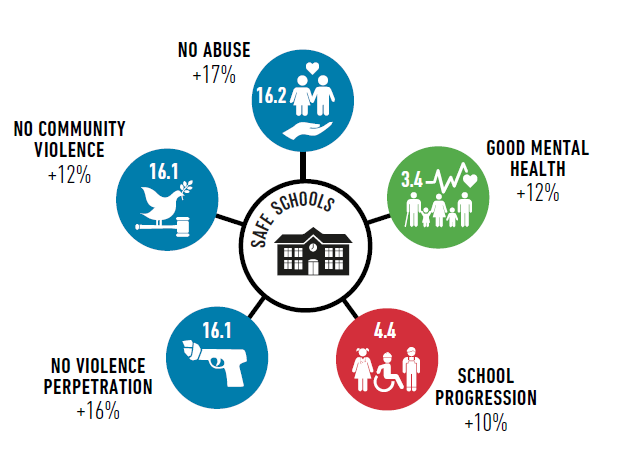 NO ABUSE
+17%
16.2
NO COMMUNITY
VIOLENCE
+12%
16.1
GOOD MENTAL
HEALTH
+12%
3.4
SAFE SCHOOLS
16.1
NO VIOLENCE
PERPETRATION
+16%
4.4
SCHOOL
PROGRESSION
+10%